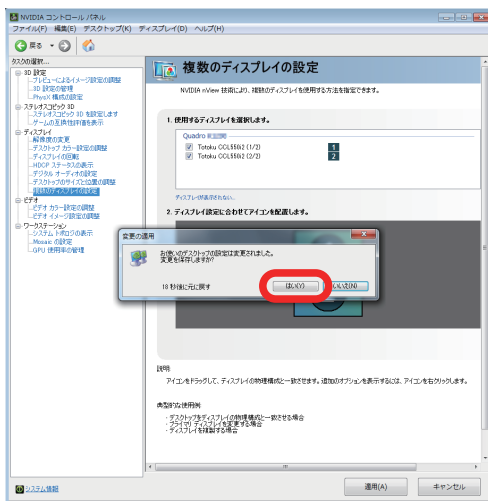 NVIDIA コントロール パネル
ファイル(F) 編集(E) デスクトップ(K) ディスプレイ(D) ヘルプ(H)
戻る
タスクの選択...
3D 設定
プレビューによるイメージ設定の調整
3D 設定の管理
PhysX 構成の設定
ステレオスコピック 3D
ステレオスコピック 3D を設定します
ゲームの互換性評価を表示
ディスプレイ
解像度の変更
デスクトップ カラー設定の調整
ディスプレイの回転
HDCP ステータスの表示
デジタル オーディオの設定
デスクトップのサイズと位置の調整
複数のディスプレイの設定
ビデオ
ビデオ カラー設定の調整
ビデオ イメージ設定の調整
ワークステーション
システム トポロジの表示
Mosaic の設定
GPU 使用率の管理
システム情報
複数のディスプレイの設定
NVIDIA nView 技術により、複数のディスプレイを使用する方法を指定できます。
1. 使用するディスプレイを選択します。
Quadro
Totoku CCL550i2 (1/2) 1
Totoku CCL550i2 (2/2) 2
ディスプレイが表示されない...
2. ディスプレイ設定に合わせてアイコンを配置します。
変更の適用
お使いのデスクトップの設定は変更されました。
変更を保存しますか?
18 秒後に元に戻す
はい(Y)
いいえ(N)
説明:
アイコンをドラッグして、ディスプレイの物理構成と一致させます。追加のオプションを表示するには、アイコンを右クリックします。
典型的な使用例:
・デスクトップをディスプレイの物理構成と一致させる場合
・プライマリ ディスプレイを変更する場合
・ディスプレイを複製する場合
適用(A)
キャンセル